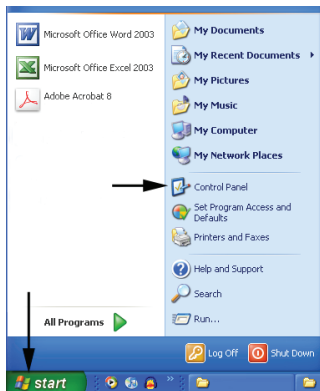 Microsoft Office Word 2003
Microsoft Office Excel 2003
Adobe Acrobat 8
All Programs
My Documents
My Recent Documents
My Pictures
My Music
My Computer
My Network Places
Control Panel
Set Program Access and
Defaults
Printers and Faxes
Help and Support
Search
Run...
Log Off
Shut Down
start